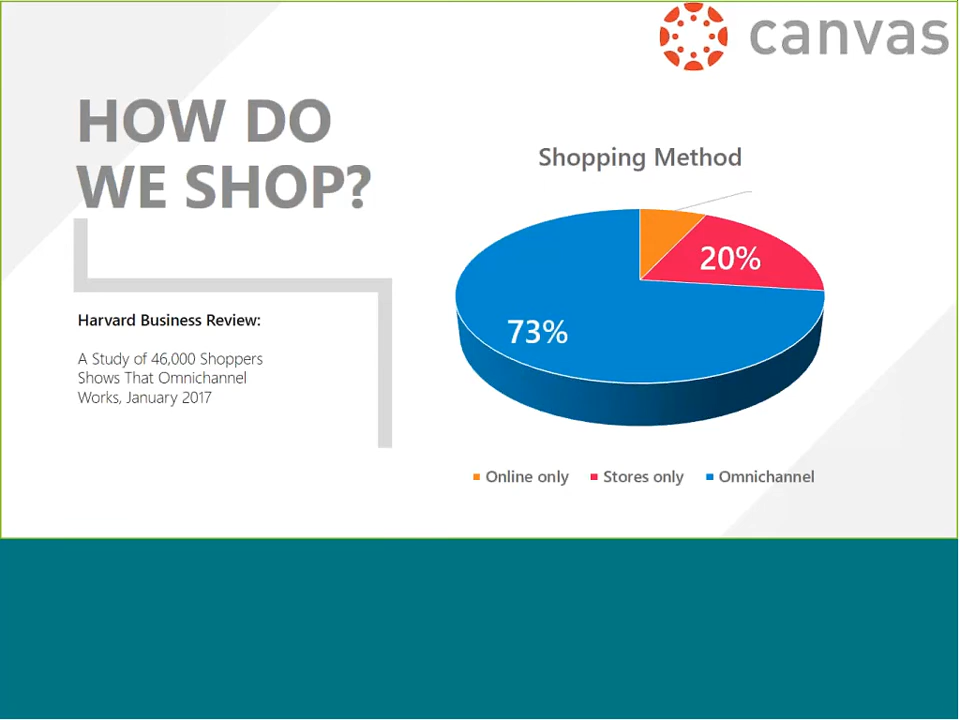 canvas
HOW DO
WE SHOP?
Harvard Business Review:
A Study of 46,000 Shoppers
Shows That Omnichannel
Works, January 2017
Shopping Method
20%
73%
Online only
Stores only
Omnichannel